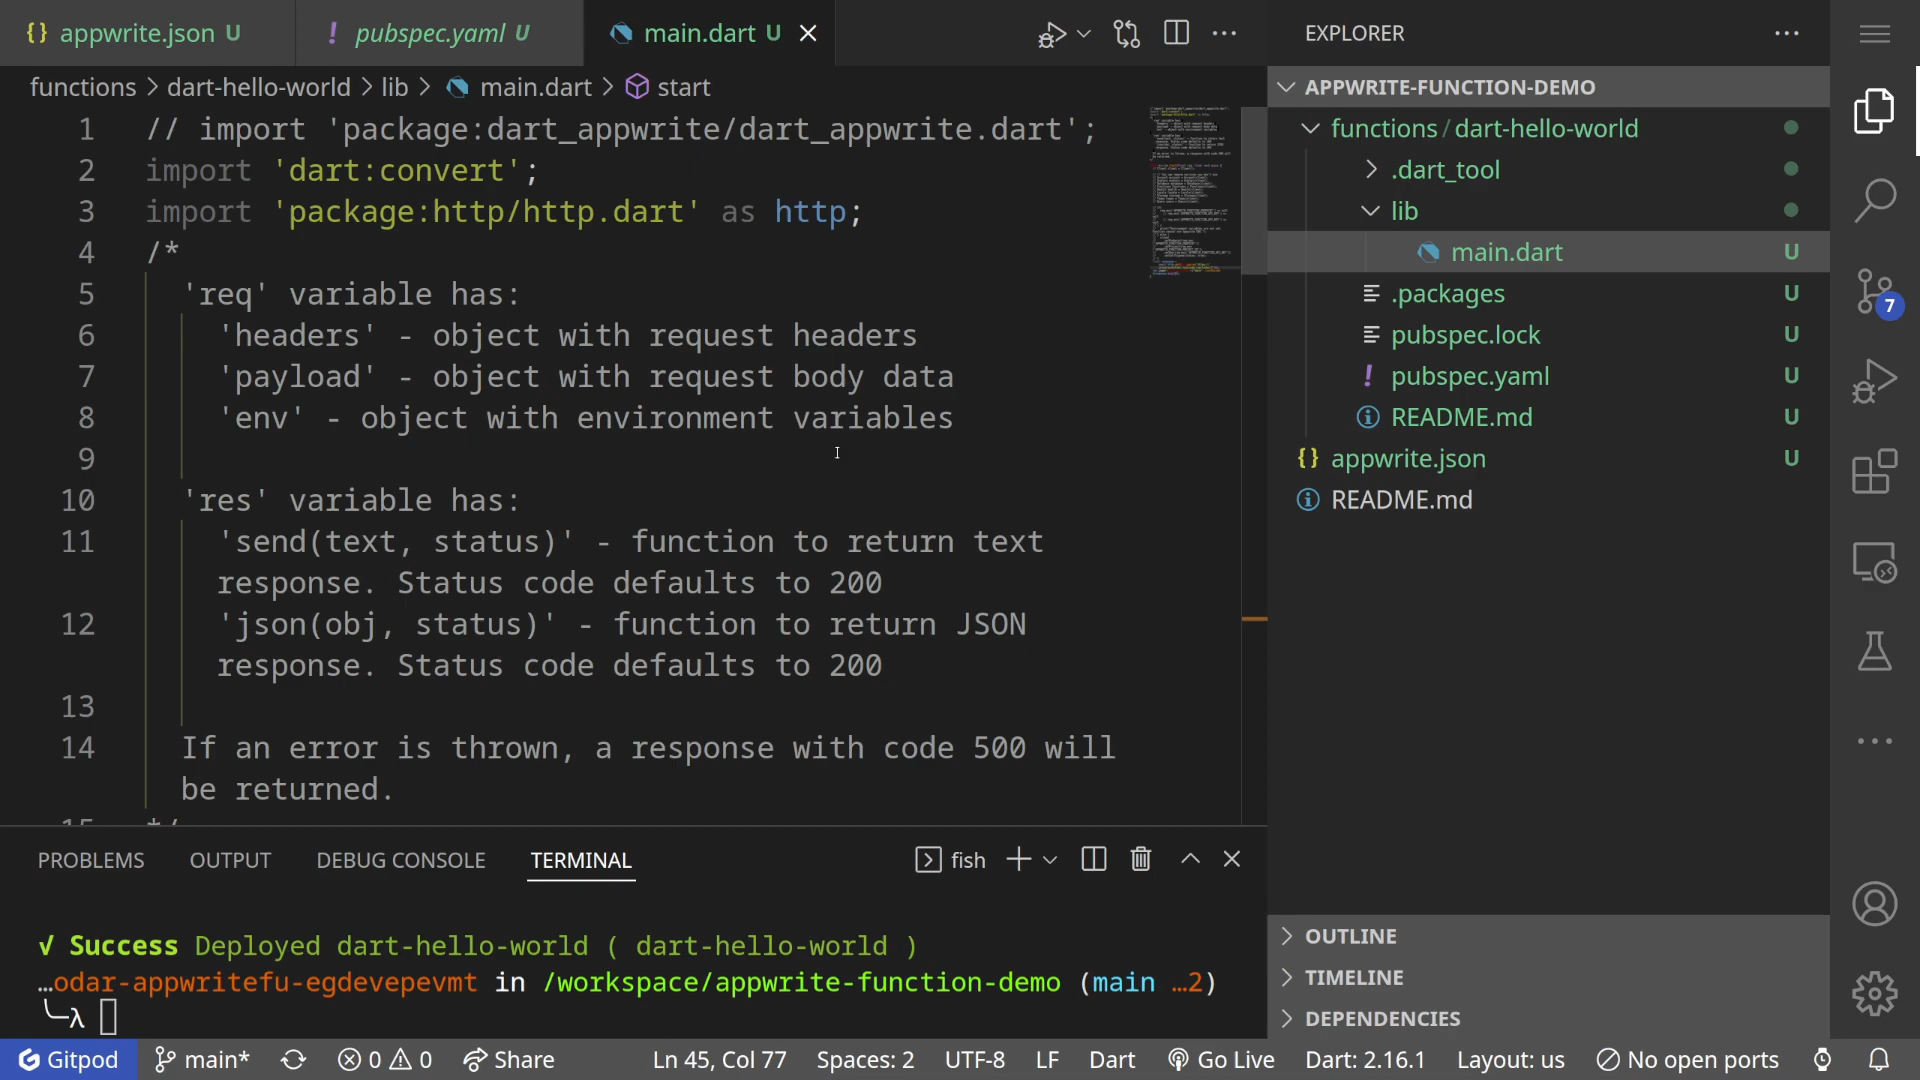 appwrite.json U
! pubspec.yaml U
main.dart U
functions > dart-hello-world > lib > main.dart > start
1 // import 'package:dart_appwrite/dart_appwrite.dart';
2 import 'dart:convert';
3 import 'package:http/http.dart' as http;
4 /*
5 'req' variable has:
6 'headers' - object with request headers
7 'payload' - object with request body data
8 'env' - object with environment variables
9
10 'res' variable has:
11 'send(text, status)' - function to return text
response. Status code defaults to 200
12 'json(obj, status)' - function to return JSON
response. Status code defaults to 200
13
14 If an error is thrown, a response with code 500 will
be returned.
15 */
PROBLEMS OUTPUT DEBUG CONSOLE TERMINAL
fish
√ Success Deployed dart-hello-world ( dart-hello-world )
…odar-appwritefu-egdevepevmt in /workspace/appwrite-function-demo (main …2)
╰─λ
EXPLORER
APPWRITE-FUNCTION-DEMO
functions / dart-hello-world
.dart_tool
lib
main.dart U
.packages U
pubspec.lock U
! pubspec.yaml U
README.md U
{} appwrite.json U
README.md
OUTLINE
TIMELINE
DEPENDENCIES
7
Gitpod main* 0 0 Share Ln 45, Col 77 Spaces: 2 UTF-8 LF Dart Go Live Dart: 2.16.1 Layout: us No open ports